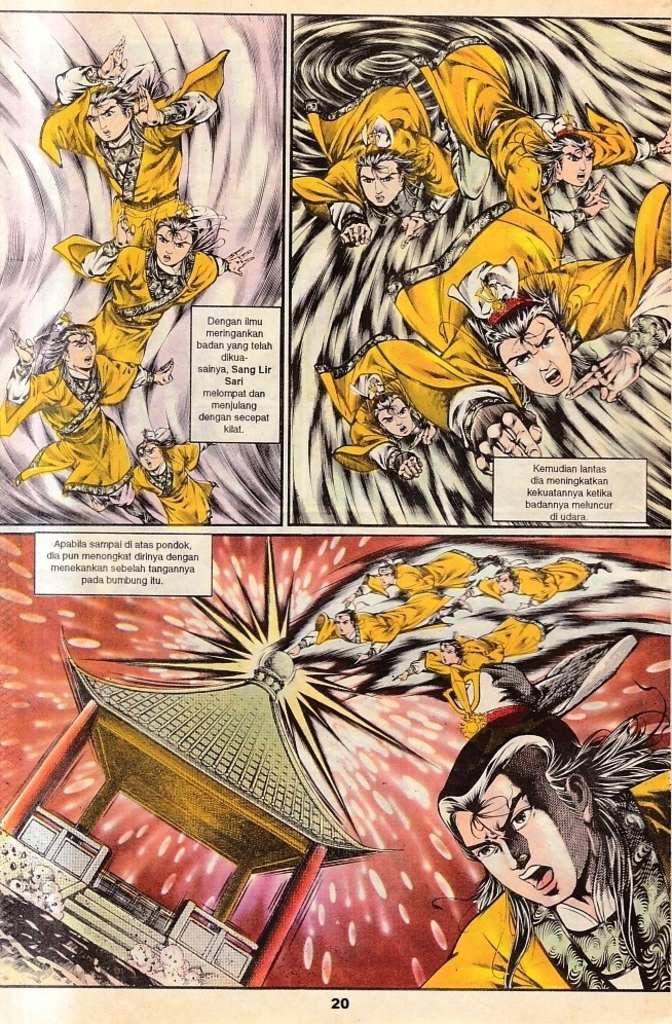 Dengan ilmu
meringankan
badan yang telah
dikua-
sainya, Sang Lir
Sari
melompat dan
menjulang
dengan secepat
kilat.
Kemudian lantas
dia meningkatkan
kekuatannya ketika
badannya meluncur
di udara.
Apabila sampai di atas pondok,
dia pun menongkat dirinya dengan
menekankan sebelah tangannya
pada bumbung itu.
20